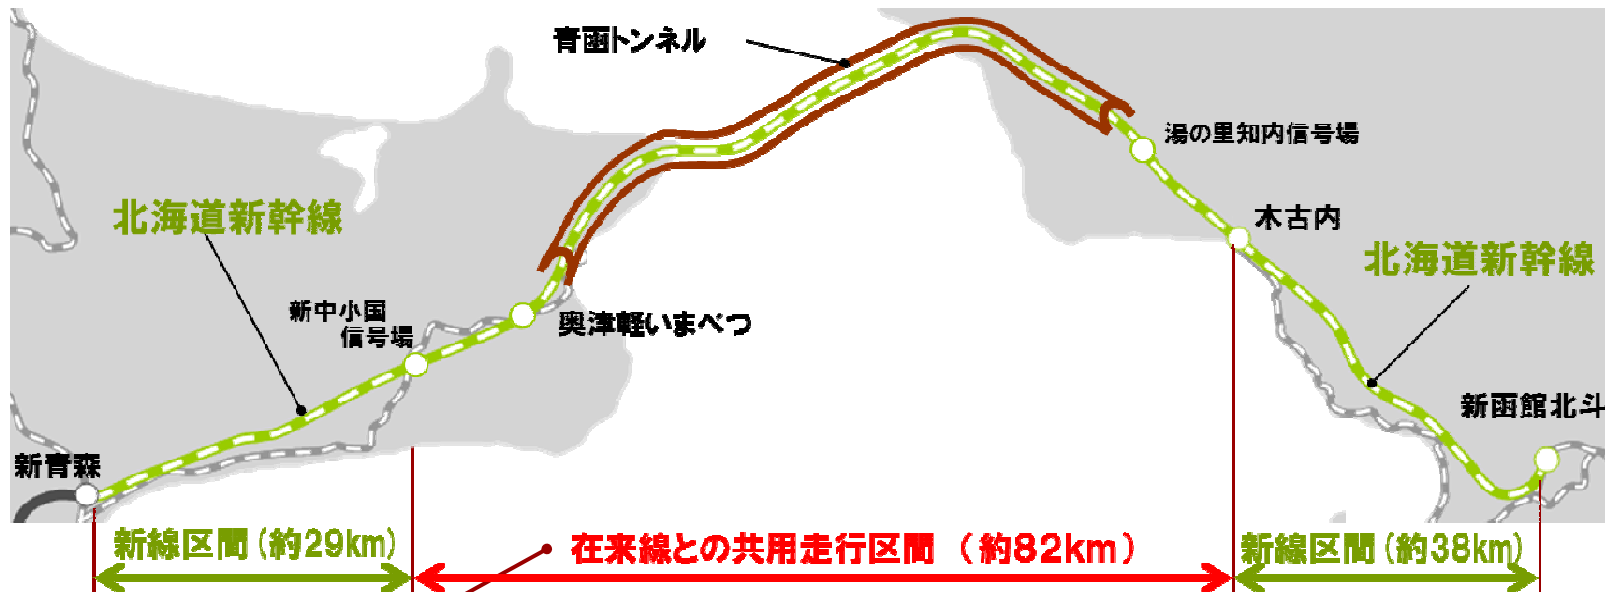 青函トンネル
湯の里知内信号場
木古内
北海道新幹線
北海道新幹線
新中小国
信号場
奥津軽いまべつ
新函館北斗
新青森
新線区間(約29km)
在来線との共用走行区間 (約82km)
新線区間(約38km)